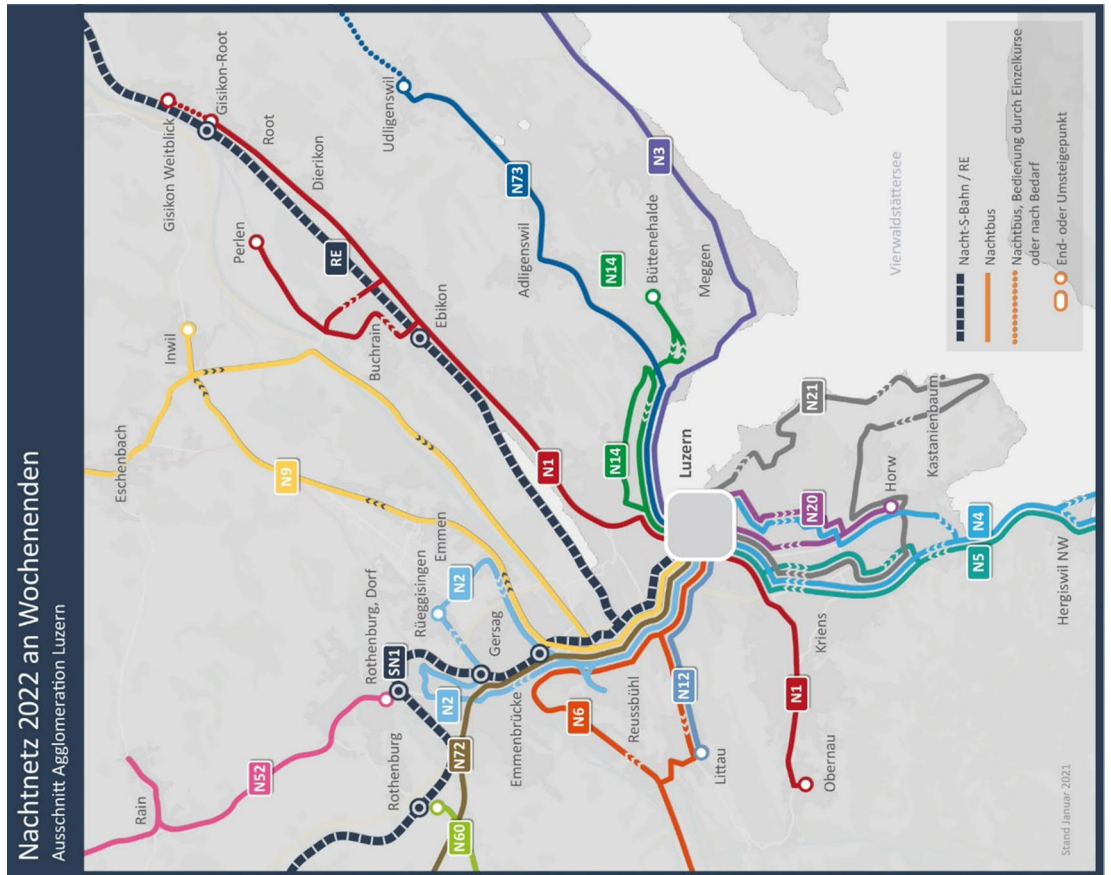 Nachtnetz 2022 an Wochenenden
Ausschnitt Agglomeration Luzern
Rain
N52
Eschenbach
Inwil
N9
Gisikon Weitblick
Gisikon-Root
Root
Dierikon
Perlen
RE
Buchrain
Ebikon
Udligenswil
N73
Adligenswil
N3
Meggen
N14
Büttenehalde
N14
N1
Luzern
Vierwaldstättersee
Rothenburg
Rothenburg, Dorf
SN1
Rüeggisingen
Emmen
N2
Gersag
N2
N72
N60
Emmenbrücke
N6
Reussbühl
N12
Littau
N1
Obernau
Kriens
N20
Horw
N21
Kastanienbaum
N4
N5
Hergiswil NW
Nacht-S-Bahn / RE
Nachtbus
Nachtbus, Bedienung durch Einzelkurse
oder nach Bedarf
End- oder Umsteigepunkt
Stand Januar 2021